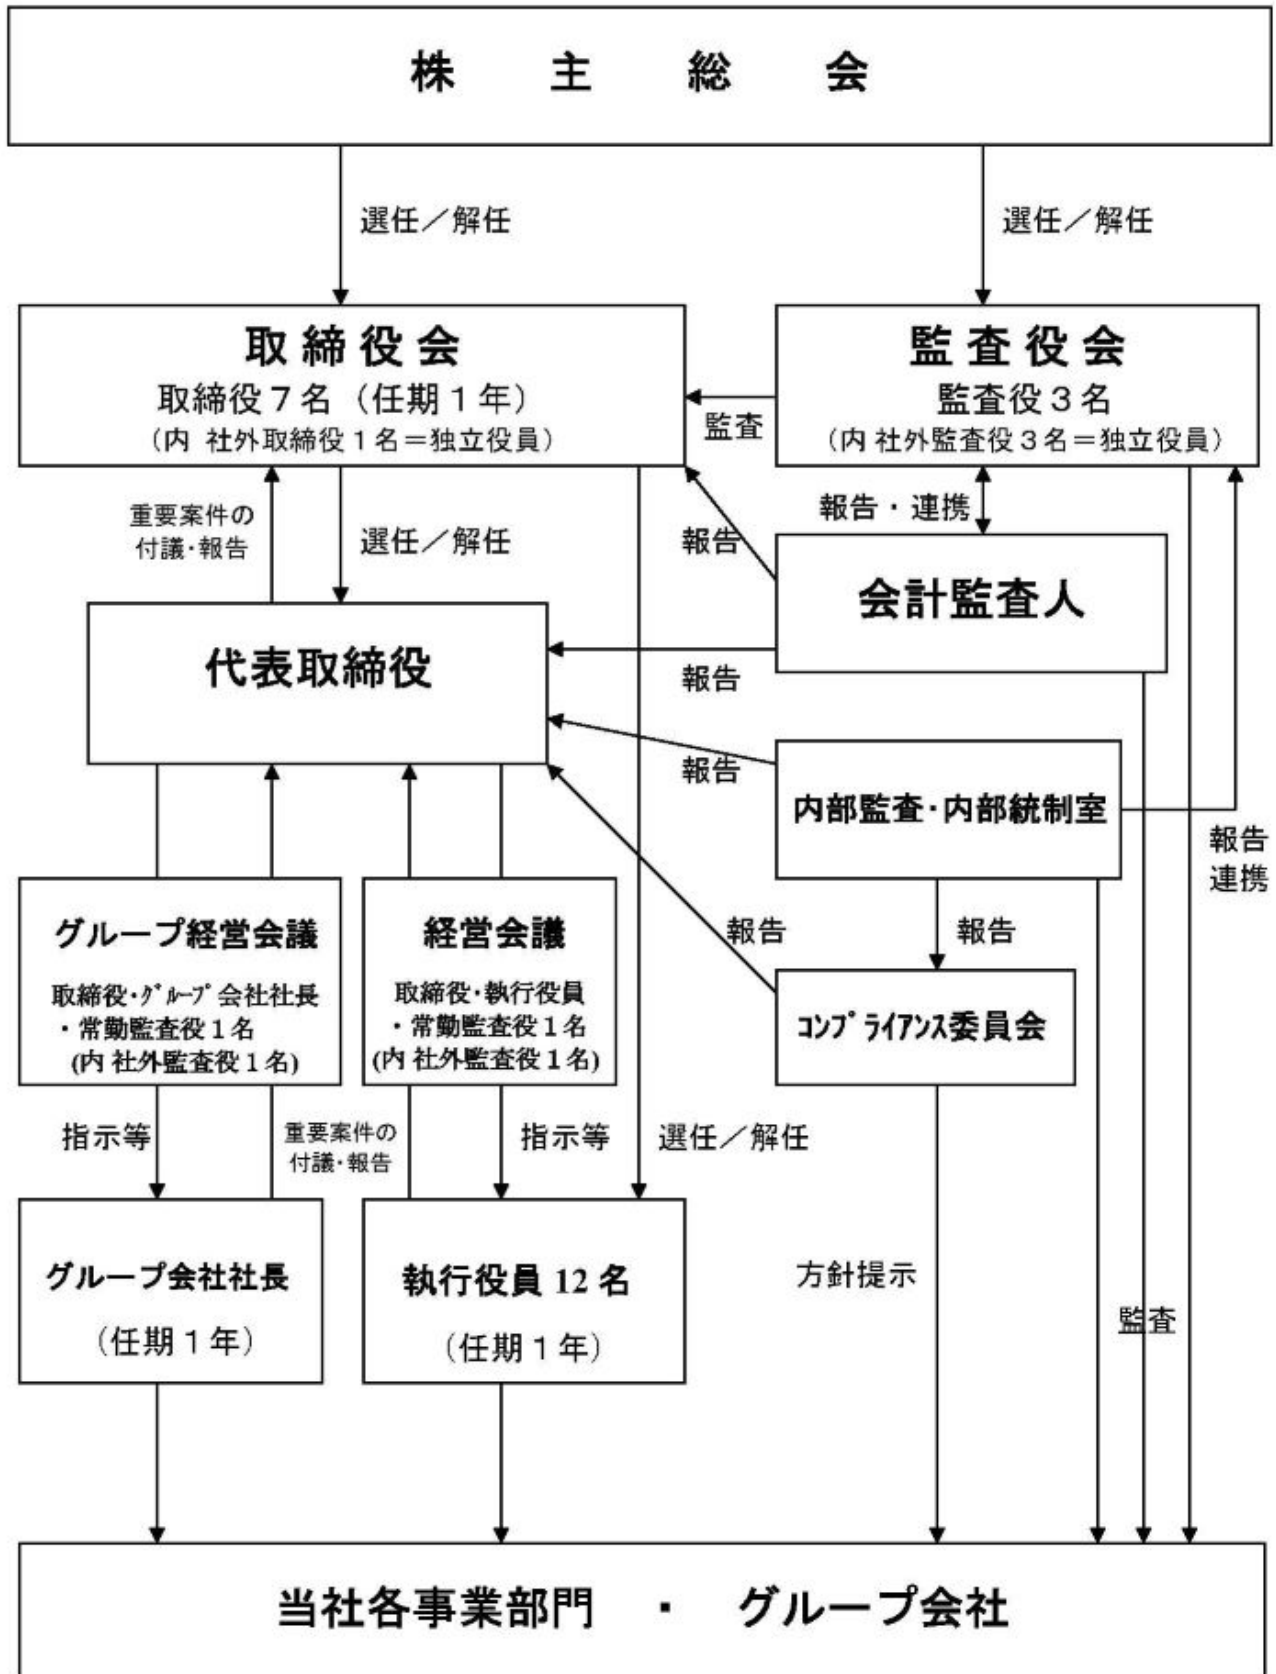 株 主 総 会
選任／解任
選任／解任
取締役会
取締役７名（任期１年）
（内 社外取締役１名＝独立役員）
監査役会
監査役３名
（内 社外監査役３名＝独立役員）
監査
重要案件の
付議・報告
選任／解任
報告
報告・連携
会計監査人
代表取締役
報告
報告
内部監査・内部統制室
報告
連携
グループ経営会議
取締役・ｸﾞﾙｰﾌﾟ会社社長
・常勤監査役１名
(内 社外監査役１名)
経営会議
取締役・執行役員
・常勤監査役１名
(内 社外監査役１名)
報告
報告
ｺﾝﾌﾟﾗｲｱﾝｽ委員会
指示等
重要案件の
付議・報告
指示等
選任／解任
グループ会社社長
（任期１年）
執行役員 12 名
（任期１年）
方針提示
監査
当社各事業部門 ・ グループ会社